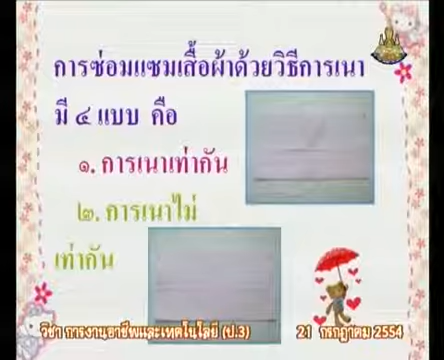 การซ่อมแซมเสื้อผ้าด้วยวิธีการเนา
มี ๔ แบบ คือ
๑. การเนาเท่ากัน
๒. การเนาไม่
เท่ากัน
วิชา การงานอาชีพและเทคโนโลยี (ป.3)
21 กรกฎาคม 2554